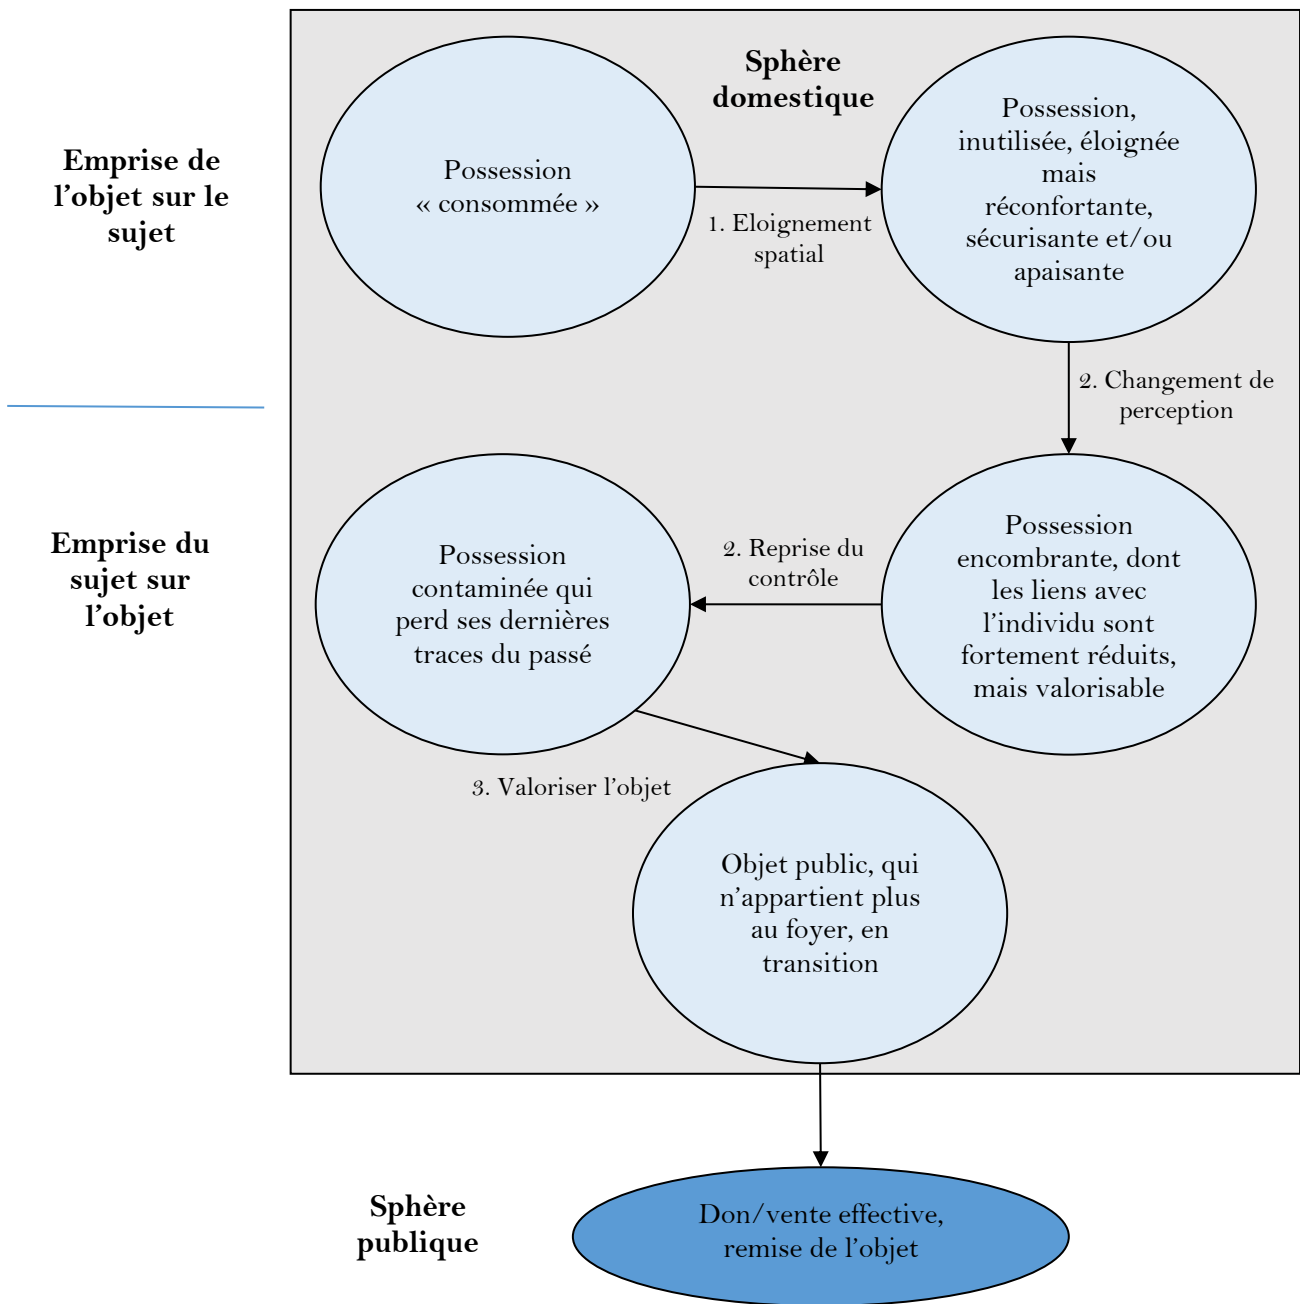 Sphère
domestique
Emprise de
l’objet sur le
sujet
Possession
« consommée »
1. Eloignement
spatial
Possession,
inutilisée, éloignée
mais
réconfortante,
sécurisante et/ou
apaisante
2. Changement de
perception
Emprise du
sujet sur
l’objet
Possession
contaminée qui
perd ses dernières
traces du passé
2. Reprise du
contrôle
Possession
encombrante, dont
les liens avec
l’individu sont
fortement réduits,
mais valorisable
3. Valoriser l’objet
Objet public, qui
n’appartient plus
au foyer, en
transition
Sphère
publique
Don/vente effective,
remise de l’objet